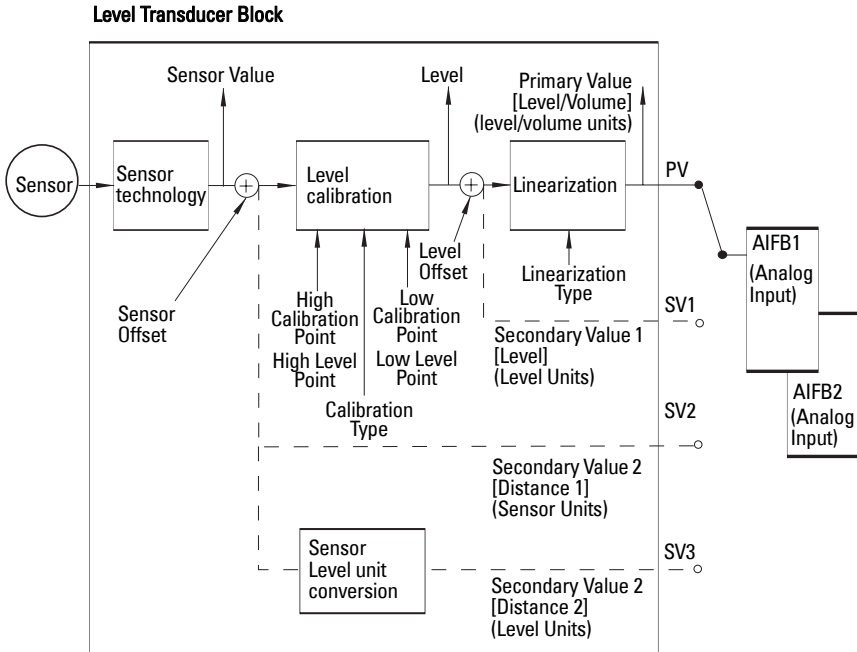 Level Transducer Block
Sensor Value
Level
Primary Value
[Level/Volume]
(level/volume units)
Sensor
Sensor
technology
Level
calibration
Linearization
PV
AIFB1
(Analog
Input)
Sensor
Offset
High
Calibration
Point
High Level
Point
Low
Calibration
Point
Low Level
Point
Calibration
Type
Level
Offset
Linearization
Type
SV1
Secondary Value 1
[Level]
(Level Units)
AIFB2
(Analog
Input)
SV2
Secondary Value 2
[Distance 1]
(Sensor Units)
Sensor
Level unit
conversion
SV3
Secondary Value 2
[Distance 2]
(Level Units)